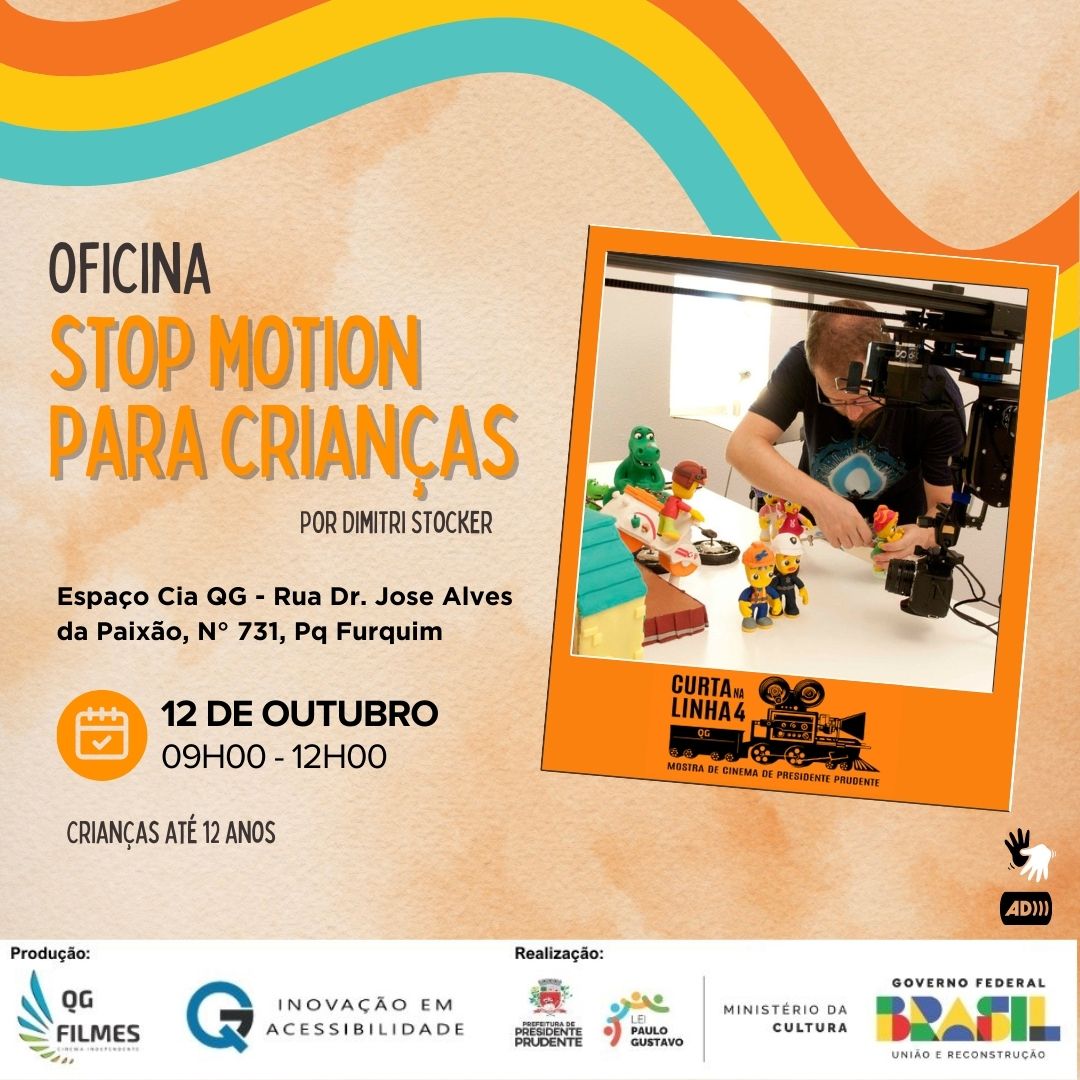 OFICINA
STOP MOTION
PARA CRIANÇAS
POR DIMITRI STOCKER
Espaço Cia QG - Rua Dr. Jose Alves
da Paixão, N° 731, Pq Furquim
12 DE OUTUBRO
09H00 - 12H00
CRIANÇAS ATÉ 12 ANOS
CURTA NA
LINHA 4
QG
MOSTRA DE CINEMA DE PRESIDENTE PRUDENTE
AD)))
Produção:
QG
FILMES
CINEMA INDEPENDENTE
INOVAÇÃO EM
ACESSIBILIDADE
Realização:
PREFEITURA DE
PRESIDENTE
PRUDENTE
LEI
PAULO
GUSTAVO
MINISTÉRIO DA
CULTURA
GOVERNO FEDERAL
BRASIL
UNIÃO E RECONSTRUÇÃO